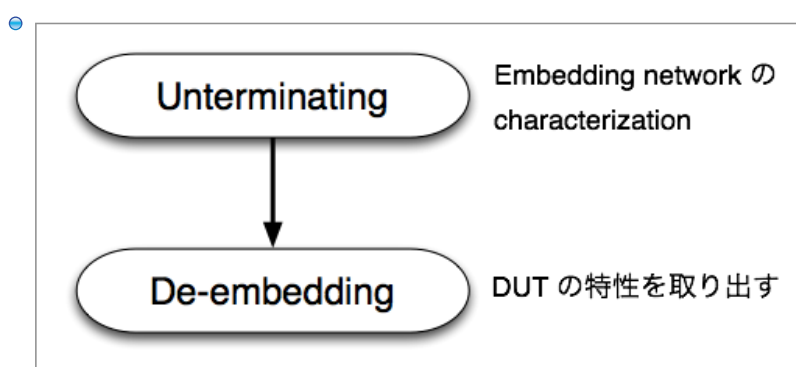 Unterminating
Embedding network の
characterization
De-embedding
DUT の特性を取り出す